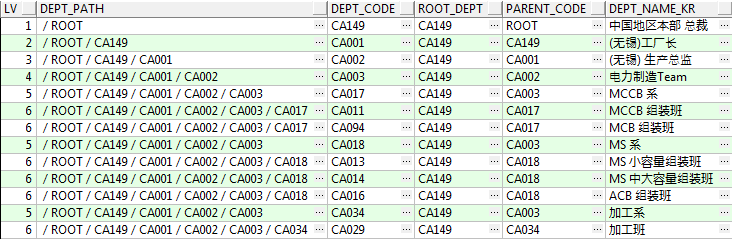 LV DEPT_PATH DEPT_CODE ROOT_DEPT PARENT_CODE DEPT_NAME_KR
1 / ROOT ... CA149 ... CA149 ... ROOT ... 中国地区本部 总裁
2 / ROOT / CA149 ... CA001 ... CA149 ... CA149 ... (无锡)工厂长
3 / ROOT / CA149 / CA001 ... CA002 ... CA149 ... CA001 ... (无锡) 生产总监
4 / ROOT / CA149 / CA001 / CA002 ... CA003 ... CA149 ... CA002 ... 电力制造Team
5 / ROOT / CA149 / CA001 / CA002 / CA003 ... CA017 ... CA149 ... CA003 ... MCCB 系
6 / ROOT / CA149 / CA001 / CA002 / CA003 / CA017 ... CA011 ... CA149 ... CA017 ... MCCB 组装班
6 / ROOT / CA149 / CA001 / CA002 / CA003 / CA017 ... CA094 ... CA149 ... CA017 ... MCB 组装班
5 / ROOT / CA149 / CA001 / CA002 / CA003 ... CA018 ... CA149 ... CA003 ... MS 系
6 / ROOT / CA149 / CA001 / CA002 / CA003 / CA018 ... CA013 ... CA149 ... CA018 ... MS 小容量组装班
6 / ROOT / CA149 / CA001 / CA002 / CA003 / CA018 ... CA014 ... CA149 ... CA018 ... MS 中大容量组装班
6 / ROOT / CA149 / CA001 / CA002 / CA003 / CA018 ... CA016 ... CA149 ... CA018 ... ACB 组装班
5 / ROOT / CA149 / CA001 / CA002 / CA003 ... CA034 ... CA149 ... CA003 ... 加工系
6 / ROOT / CA149 / CA001 / CA002 / CA003 / CA034 ... CA029 ... CA149 ... CA034 ... 加工班